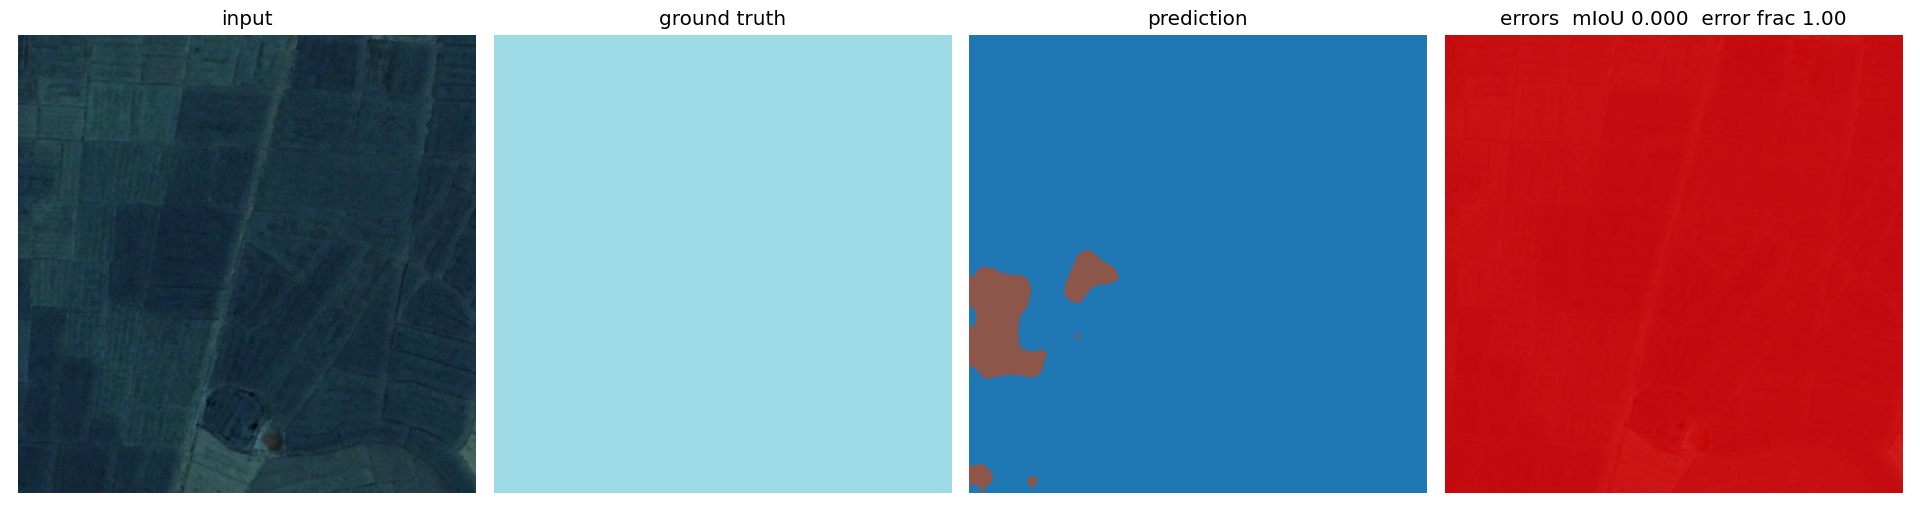 input
ground truth
prediction
errors  mIoU 0.000  error frac 1.00